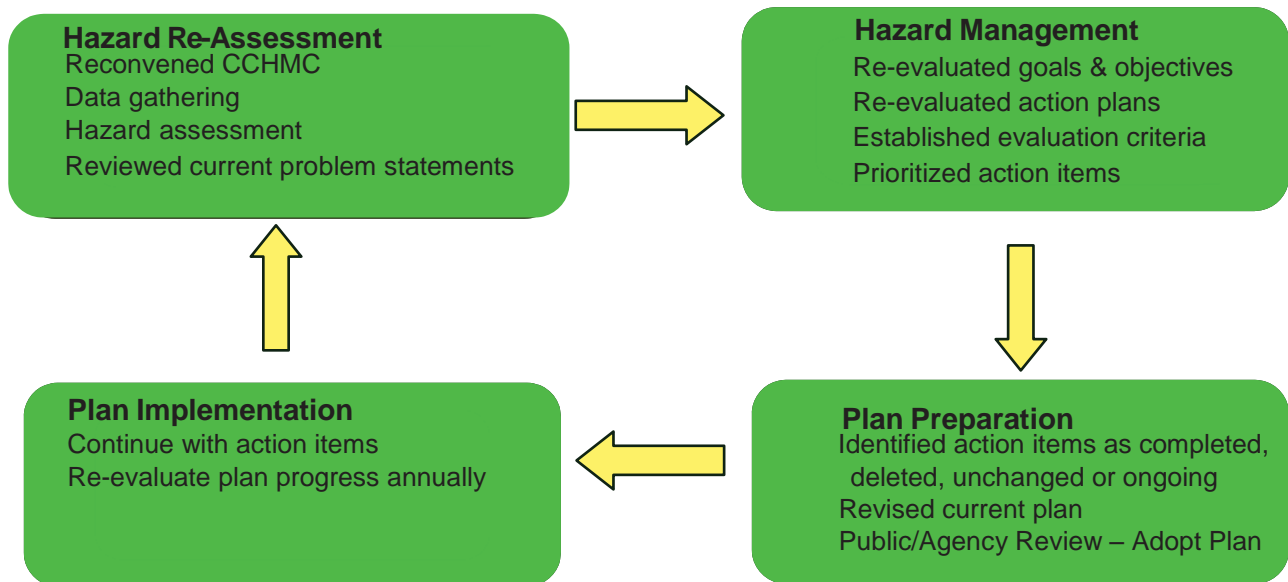 Hazard Re-Assessment
Reconvened CCHMC
Data gathering
Hazard assessment
Reviewed current problem statements
Hazard Management
Re-evaluated goals & objectives
Re-evaluated action plans
Established evaluation criteria
Prioritized action items
Plan Preparation
Identified action items as completed,
deleted, unchanged or ongoing
Revised current plan
Public/Agency Review – Adopt Plan
Plan Implementation
Continue with action items
Re-evaluate plan progress annually